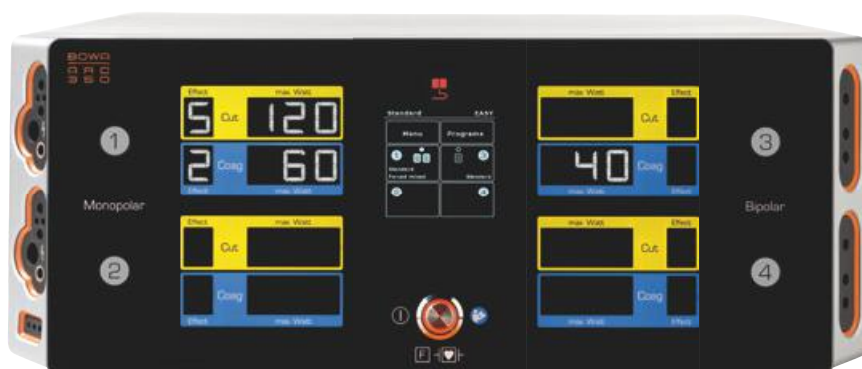 BOWA
ARC
350
Effect max. Watt
5 Cut 120
2 Coag 60
Effect max. Watt
1
Monopolar
2
Effect max. Watt
Cut
Coag
Effect max. Watt
Standard EASY
Menu Programs
1 3
Standard
Forced mixed Standard
2 4
F
max. Watt Effect
Cut
40 Coag
max. Watt Effect
3
Bipolar
4
max. Watt Effect
Cut
Coag
max. Watt Effect